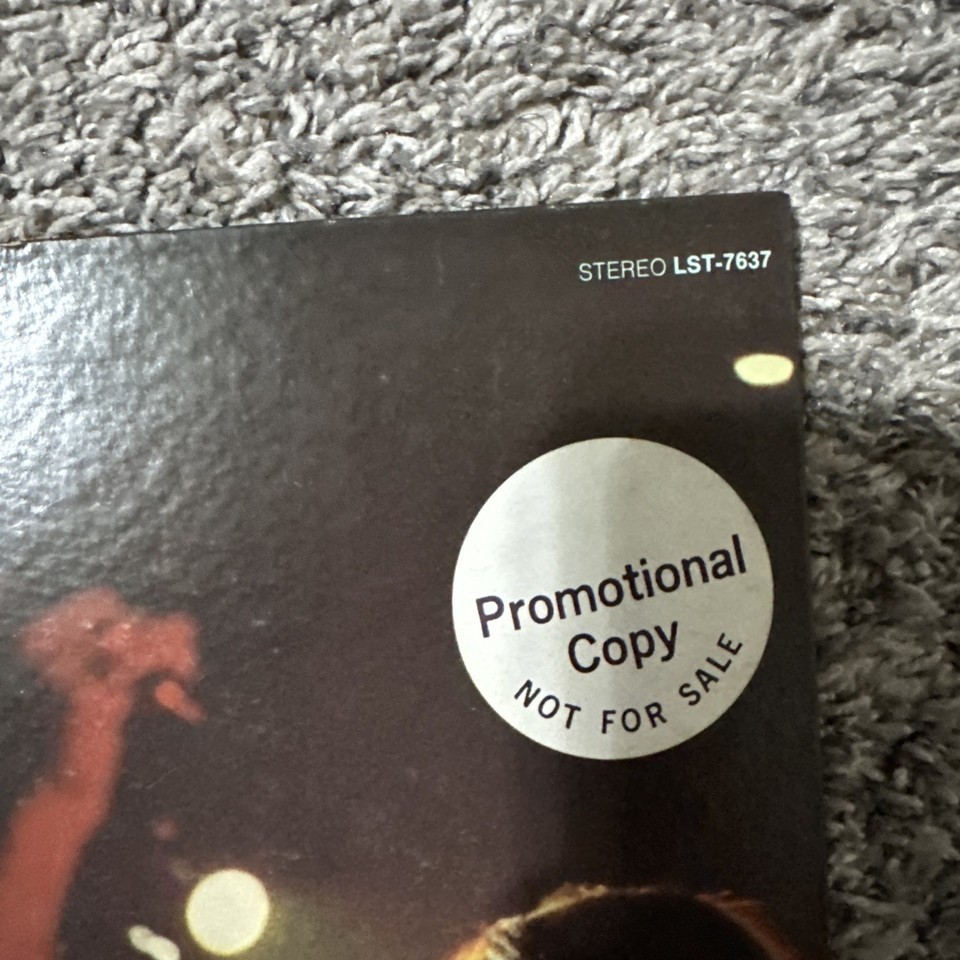 STEREO LST-7637
Promotional
Copy
NOT FOR SALE